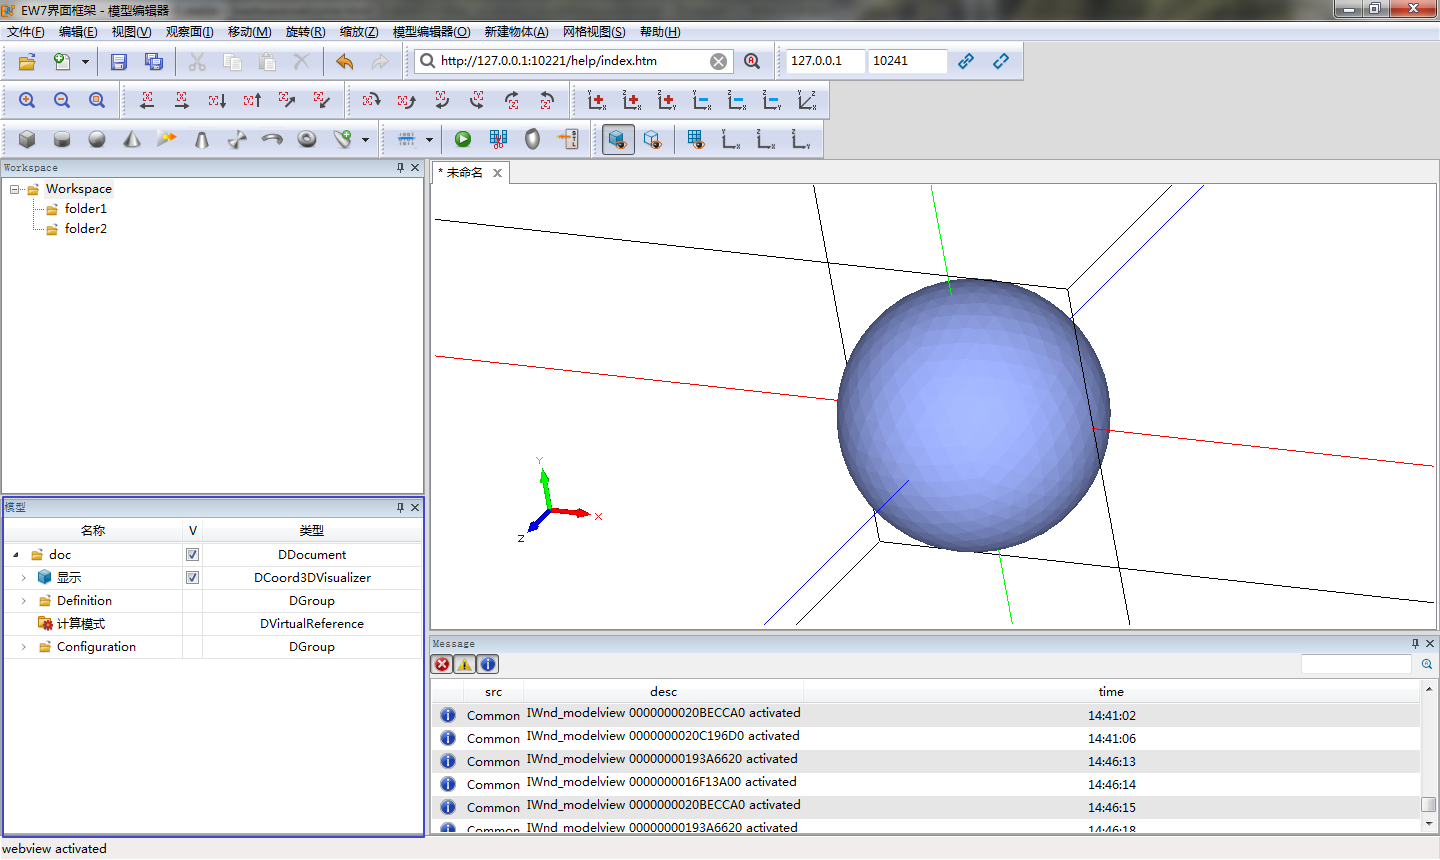 EW7界面框架 - 模型编辑器
文件(F) 编辑(E) 视图(V) 观察面(I) 移动(M) 旋转(R) 缩放(Z) 模型编辑器(O) 新建物体(A) 网格视图(S) 帮助(H)
http://127.0.0.1:10221/help/index.htm 127.0.0.1 10241
Workspace
Workspace
folder1
folder2
* 未命名
Y
X
Z
模型
名称 V 类型
doc DDocument
显示 DCoord3DVisualizer
Definition DGroup
计算模式 DVirtualReference
Configuration DGroup
Message
src desc time
Common IWnd_modelview 0000000020BECCA0 activated 14:41:02
Common IWnd_modelview 0000000020C196D0 activated 14:41:06
Common IWnd_modelview 00000000193A6620 activated 14:46:13
Common IWnd_modelview 0000000016F13A00 activated 14:46:14
Common IWnd_modelview 0000000020BECCA0 activated 14:46:15
Common IWnd_modelview 00000000193A6620 activated 14:46:18
webview activated